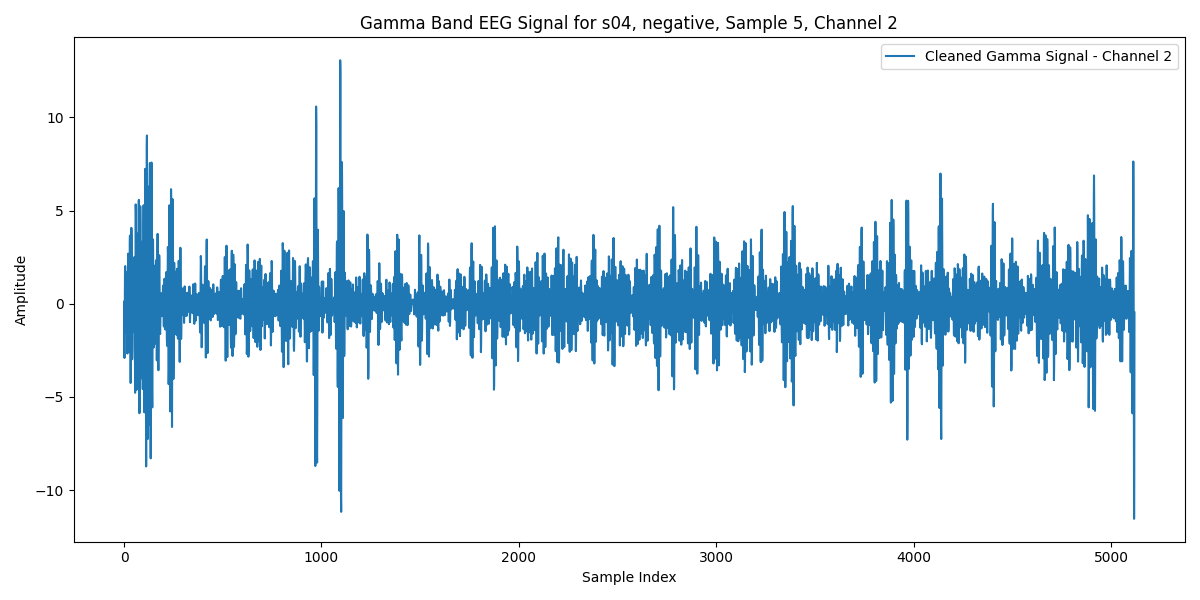 Gamma Band EEG Signal for s04, negative, Sample 5, Channel 2
Cleaned Gamma Signal - Channel 2
10
5
0
−5
−10
Amplitude
0 1000 2000 3000 4000 5000
Sample Index